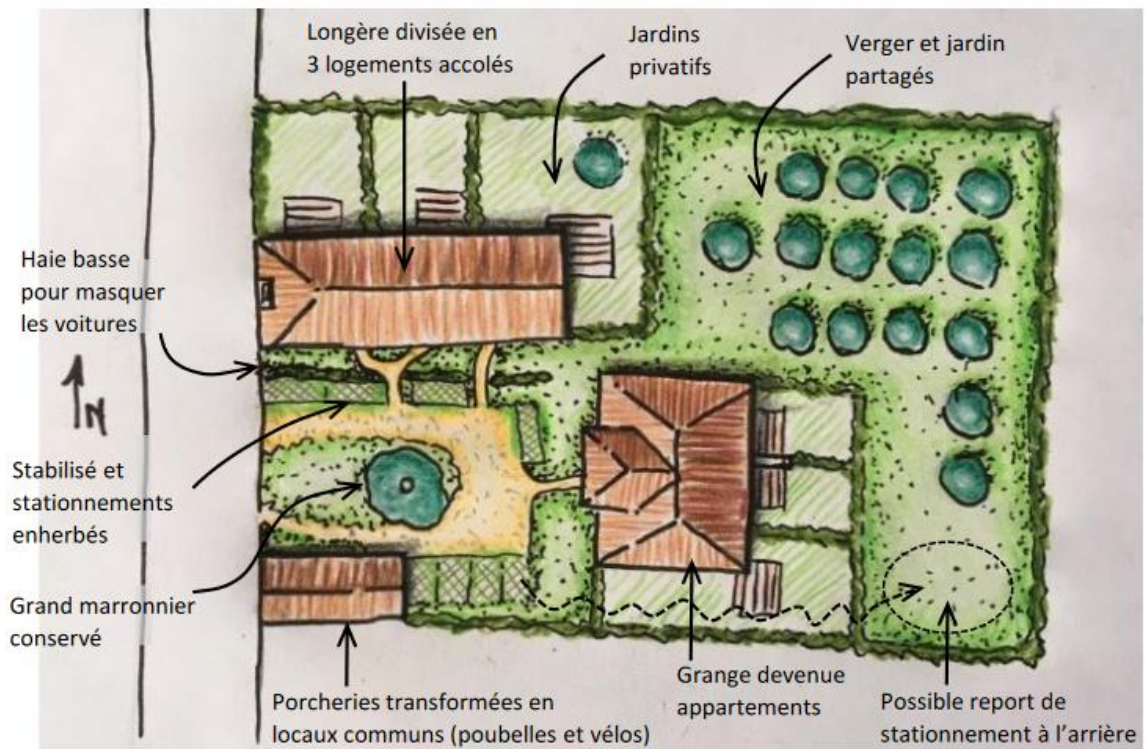 Longère divisée en
3 logements accolés
Jardins
privatifs
Verger et jardin
partagés
Haie basse
pour masquer
les voitures
N
Stabilisé et
stationnements
enherbés
Grand marronnier
conservé
Porcheries transformées en
locaux communs (poubelles et vélos)
Grange devenue
appartements
Possible report de
stationnement à l'arrière